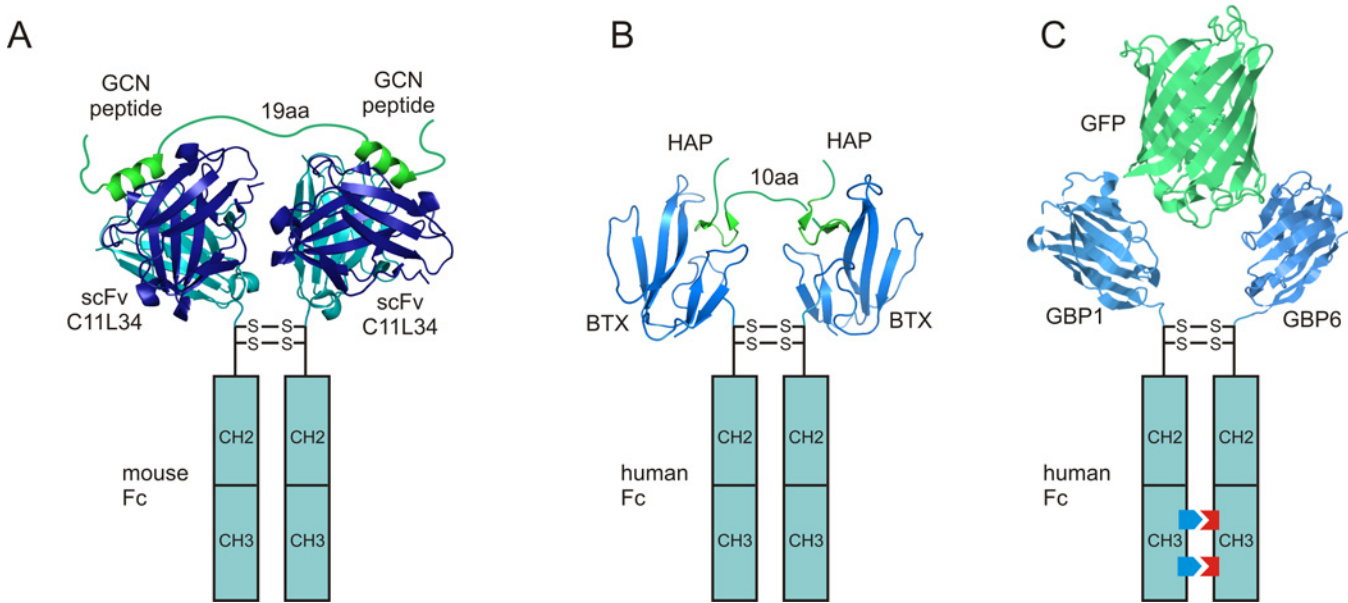 A
GCN
peptide
19aa
GCN
peptide
scFv
C11L34
scFv
C11L34
S S
S S
mouse
Fc
CH2
CH2
CH3
CH3
B
HAP
HAP
10aa
BTX
BTX
S S
S S
human
Fc
CH2
CH2
CH3
CH3
C
GFP
GBP1
GBP6
S S
S S
human
Fc
CH2
CH2
CH3
CH3